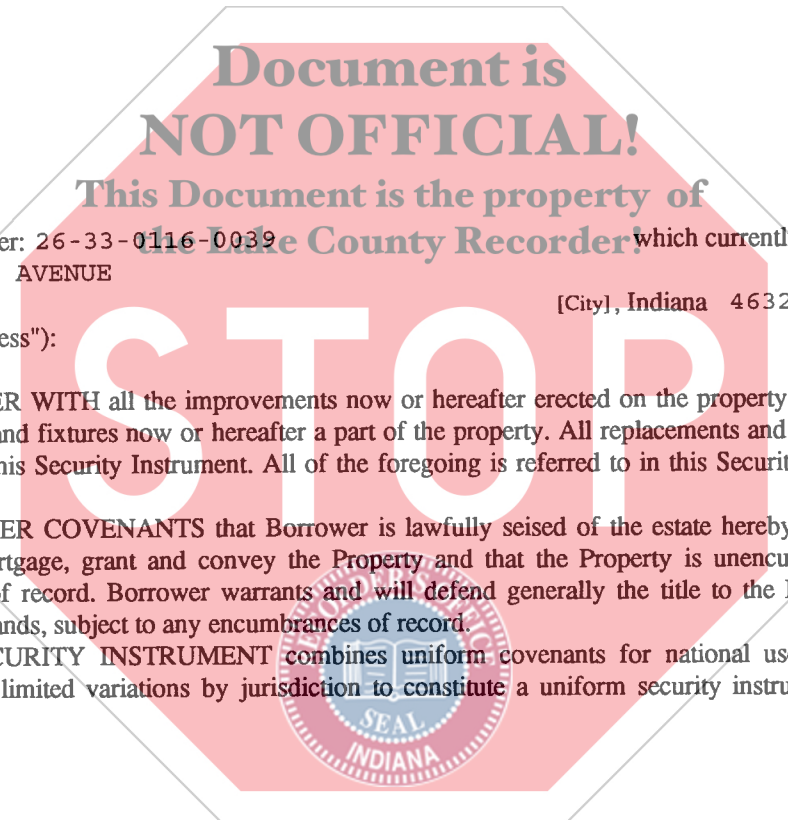 Document is
NOT OFFICIAL!
This Document is the property of
the Lake County Recorder!
er: 26-33-0116-0039 which currentl
AVENUE
[City], Indiana 4632
ess"):
ER WITH all the improvements now or hereafter erected on the property
and fixtures now or hereafter a part of the property. All replacements and
his Security Instrument. All of the foregoing is referred to in this Securit
STOP
ER COVENANTS that Borrower is lawfully seised of the estate hereby
rtgage, grant and convey the Property and that the Property is unencu
of record. Borrower warrants and will defend generally the title to the
ands, subject to any encumbrances of record.
CURITY INSTRUMENT combines uniform covenants for national us
limited variations by jurisdiction to constitute a uniform security instru
RECORDER'S OFFICE
SEAL
INDIANA